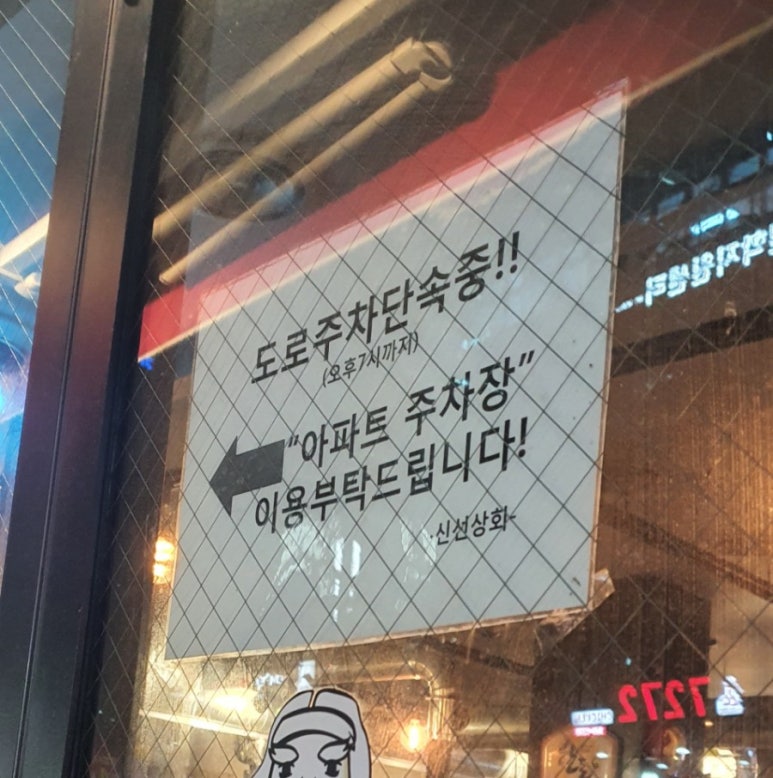 도로주차단속중!!
(오후7시까지)
"아파트 주차장"
이용부탁드립니다!
-신선상화-
7272